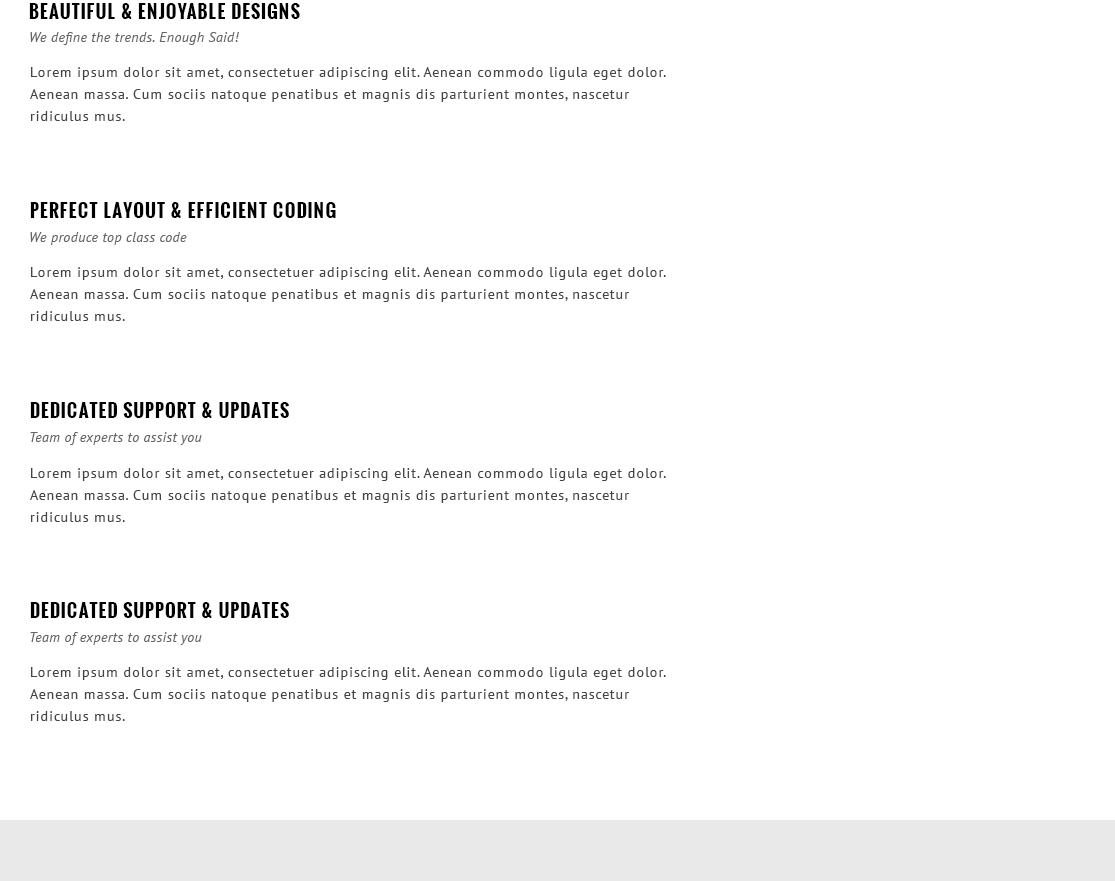 BEAUTIFUL & ENJOYABLE DESIGNS
We define the trends. Enough Said!
Lorem ipsum dolor sit amet, consectetuer adipiscing elit. Aenean commodo ligula eget dolor.
Aenean massa. Cum sociis natoque penatibus et magnis dis parturient montes, nascetur
ridiculus mus.
PERFECT LAYOUT & EFFICIENT CODING
We produce top class code
Lorem ipsum dolor sit amet, consectetuer adipiscing elit. Aenean commodo ligula eget dolor.
Aenean massa. Cum sociis natoque penatibus et magnis dis parturient montes, nascetur
ridiculus mus.
DEDICATED SUPPORT & UPDATES
Team of experts to assist you
Lorem ipsum dolor sit amet, consectetuer adipiscing elit. Aenean commodo ligula eget dolor.
Aenean massa. Cum sociis natoque penatibus et magnis dis parturient montes, nascetur
ridiculus mus.
DEDICATED SUPPORT & UPDATES
Team of experts to assist you
Lorem ipsum dolor sit amet, consectetuer adipiscing elit. Aenean commodo ligula eget dolor.
Aenean massa. Cum sociis natoque penatibus et magnis dis parturient montes, nascetur
ridiculus mus.